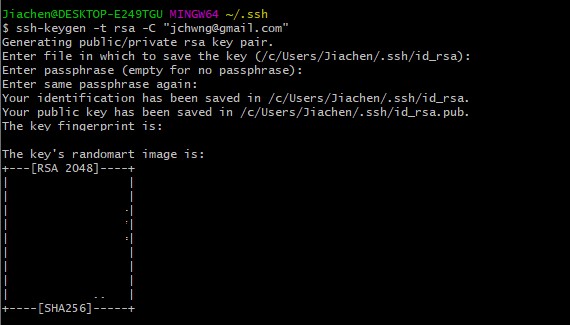 Jiachen@DESKTOP-E249TGU MINGW64 ~/.ssh
$ ssh-keygen -t rsa -C "jchwng@gmail.com"
Generating public/private rsa key pair.
Enter file in which to save the key (/c/Users/Jiachen/.ssh/id_rsa):
Enter passphrase (empty for no passphrase):
Enter same passphrase again:
Your identification has been saved in /c/Users/Jiachen/.ssh/id_rsa.
Your public key has been saved in /c/Users/Jiachen/.ssh/id_rsa.pub.
The key fingerprint is:
The key's randomart image is:
+---[RSA 2048]----+
|                 |
|                 |
|                .|
|                :|
|                :|
|                 |
|                 |
|                 |
|            ..   |
+----[SHA256]-----+